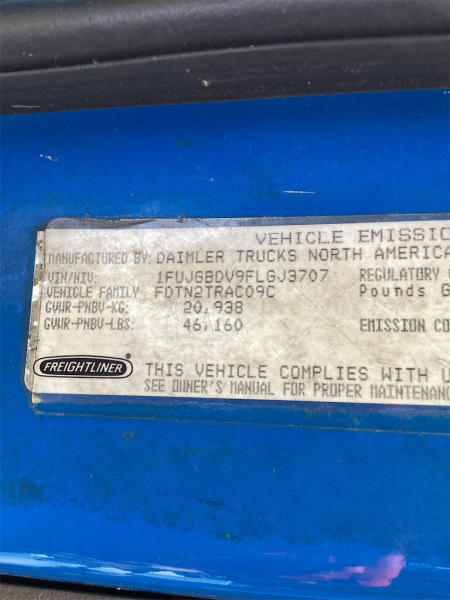 VEHICLE EMISSIO
MANUFACTURED BY: DAIMLER TRUCKS NORTH AMERICA
VIN/NIV: 1FUJGBDV9FLGJ3707 REGULATORY
VEHICLE FAMILY FDTN2TRAC09C Pounds G
GVWR-PNBV-KG: 20,938
GVWR-PNBV-LBS: 46,160 EMISSION CO
FREIGHTLINER THIS VEHICLE COMPLIES WITH U
SEE OWNER'S MANUAL FOR PROPER MAINTENANC